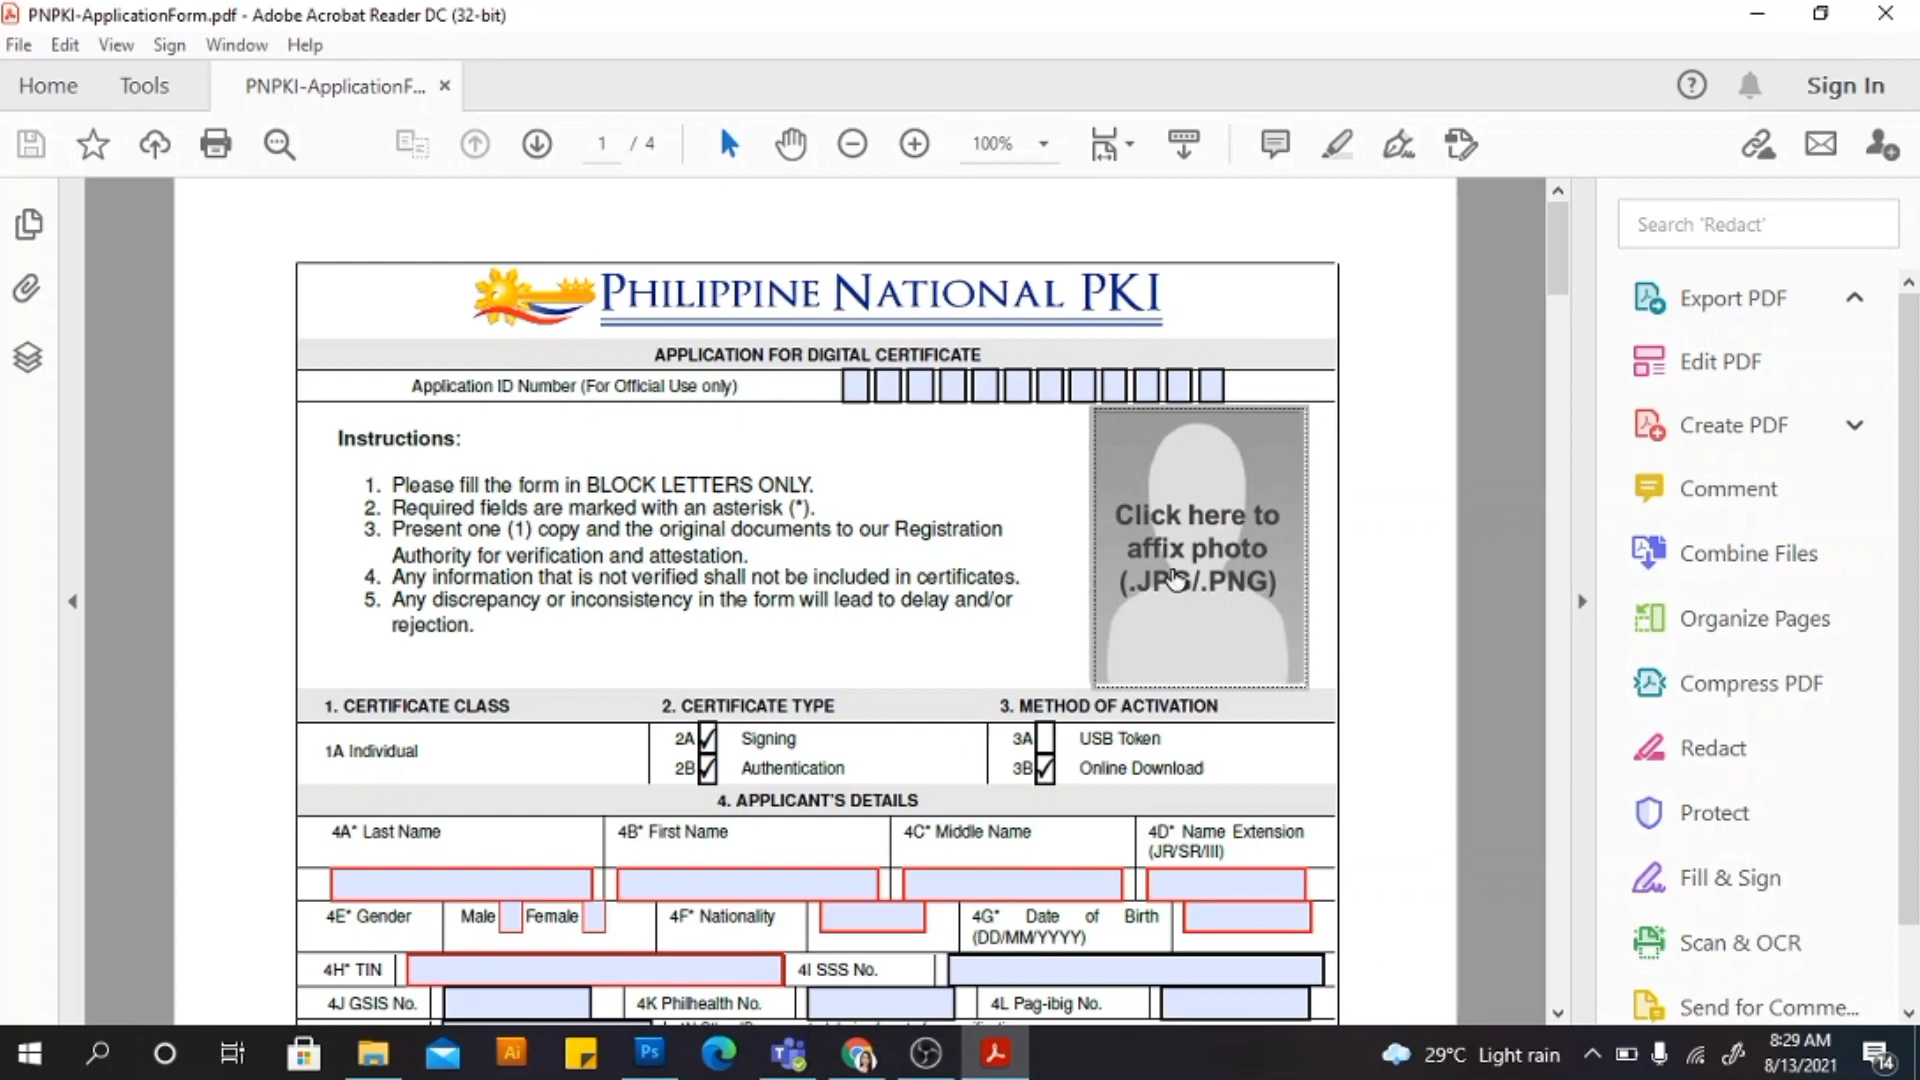 PNPKI-ApplicationForm.pdf - Adobe Acrobat Reader DC (32-bit)
File Edit View Sign Window Help
Home Tools PNPKI-ApplicationF... Sign In
1 / 4 100%
Search 'Redact'
Export PDF
Edit PDF
Create PDF
Comment
Combine Files
Organize Pages
Compress PDF
Redact
Protect
Fill & Sign
Scan & OCR
Send for Comme...
PHILIPPINE NATIONAL PKI
APPLICATION FOR DIGITAL CERTIFICATE
Application ID Number (For Official Use only)
Instructions:
1. Please fill the form in BLOCK LETTERS ONLY.
2. Required fields are marked with an asterisk (*).
3. Present one (1) copy and the original documents to our Registration
Authority for verification and attestation.
4. Any information that is not verified shall not be included in certificates.
5. Any discrepancy or inconsistency in the form will lead to delay and/or
rejection.
Click here to
affix photo
(.JPG/.PNG)
1. CERTIFICATE CLASS 2. CERTIFICATE TYPE 3. METHOD OF ACTIVATION
1A Individual
2A Signing
2B Authentication
3A USB Token
3B Online Download
4. APPLICANT'S DETAILS
4A* Last Name 4B* First Name 4C* Middle Name 4D* Name Extension
(JR/SR/III)
4E* Gender Male Female 4F* Nationality 4G* Date of Birth
(DD/MM/YYYY)
4H* TIN 4I SSS No.
4J GSIS No. 4K Philhealth No. 4L Pag-ibig No.
Ai Ps 29°C Light rain 8:29 AM
8/13/2021
14